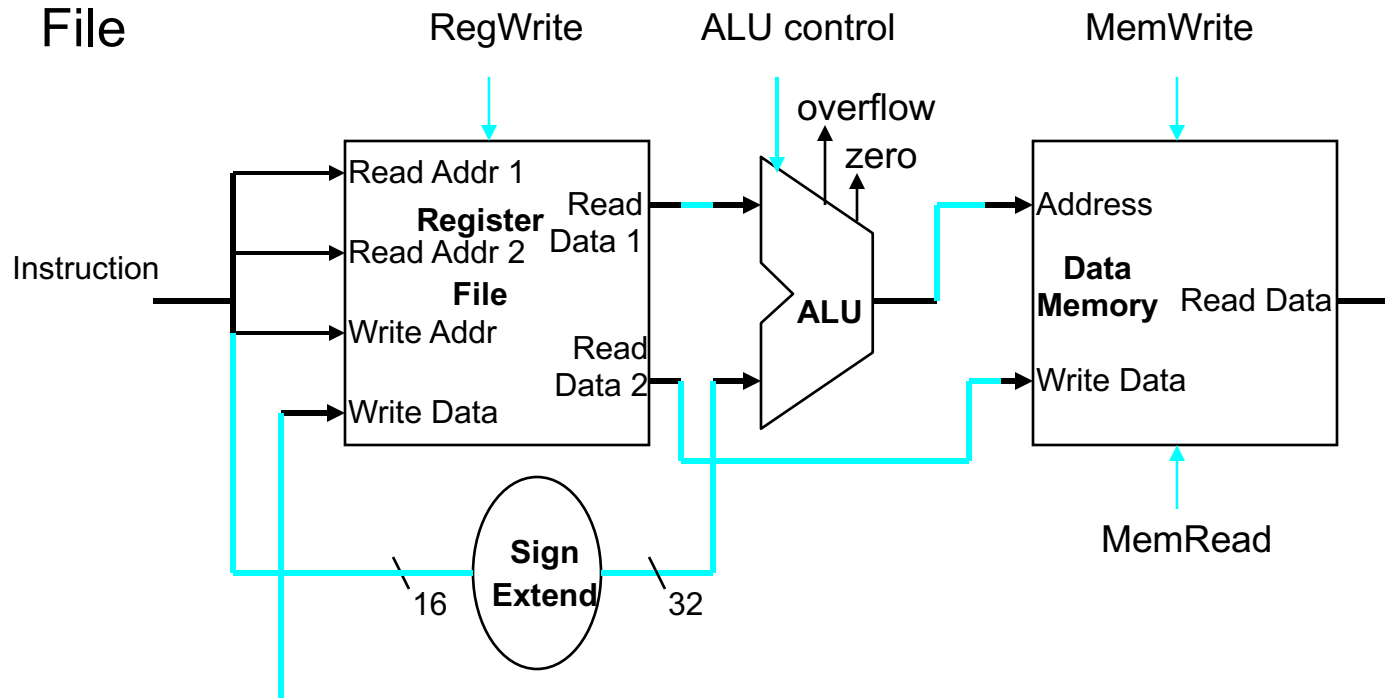 File
RegWrite
ALU control
MemWrite
overflow
zero
Instruction
Read Addr 1
Register
Read Addr 2
File
Write Addr
Write Data
Read
Data 1
Read
Data 2
ALU
Address
Data
Memory
Read Data
Write Data
MemRead
Sign
Extend
16
32